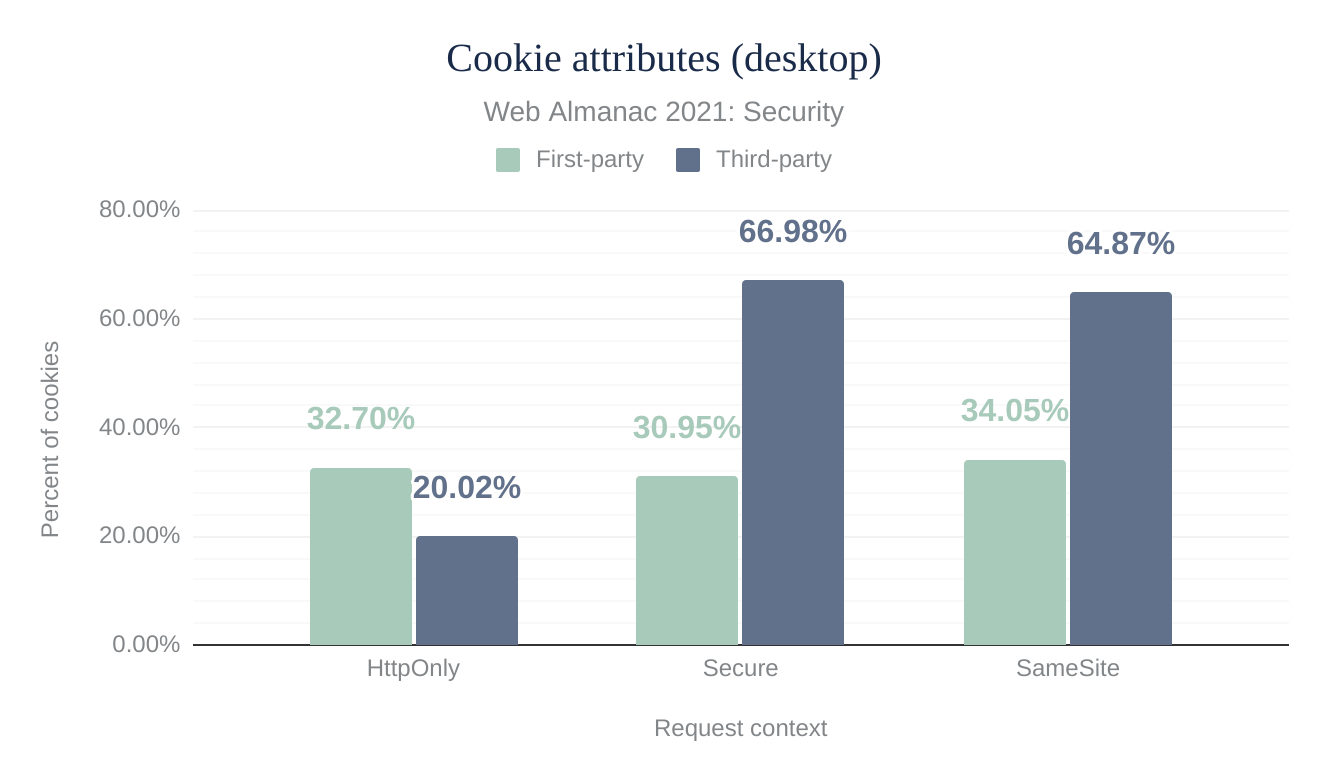 Cookie attributes (desktop)
Web Almanac 2021: Security
First-party Third-party
80.00%
60.00%
40.00%
20.00%
0.00%
Percent of cookies
32.70%
20.02%
30.95%
66.98%
34.05%
64.87%
HttpOnly Secure SameSite
Request context